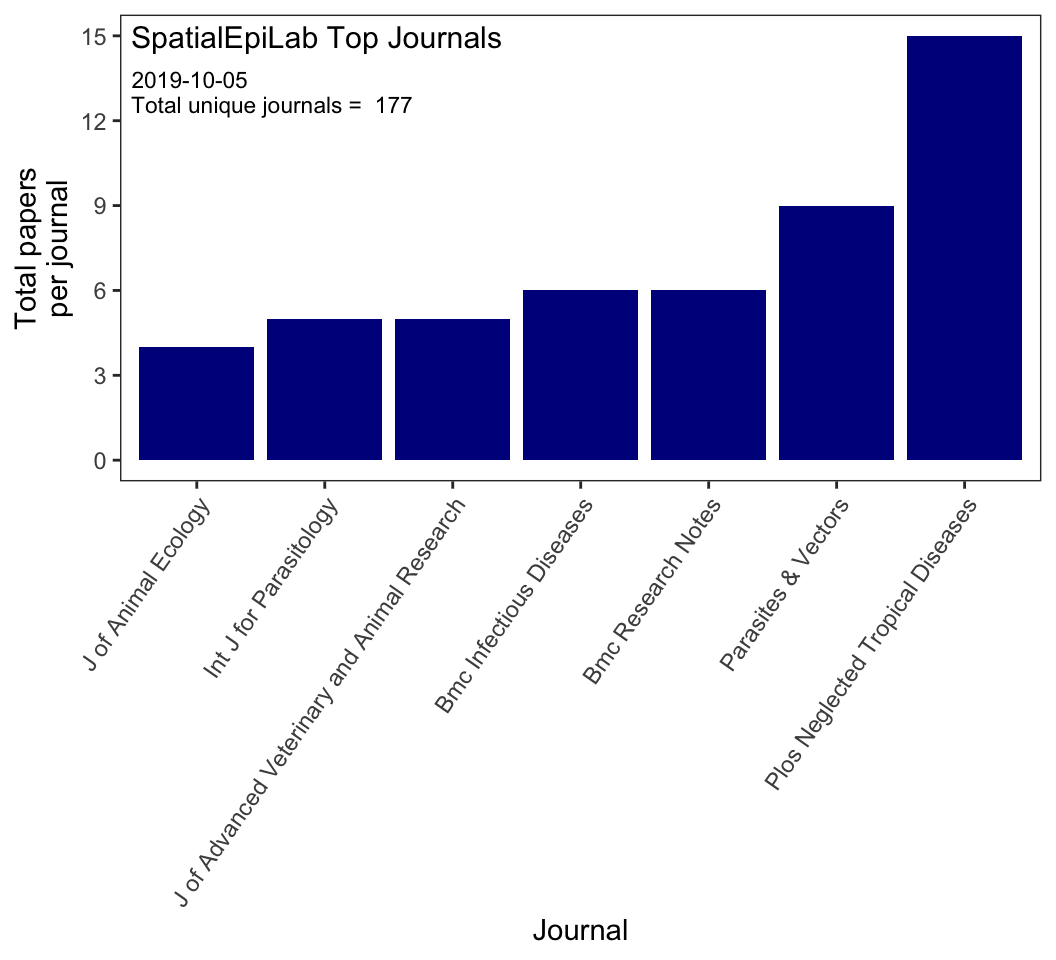 SpatialEpiLab Top Journals
2019-10-05
Total unique journals =  177
Total papers
per journal
15
12
9
6
3
0
J of Animal Ecology
Int J for Parasitology
J of Advanced Veterinary and Animal Research
Bmc Infectious Diseases
Bmc Research Notes
Parasites & Vectors
Plos Neglected Tropical Diseases
Journal